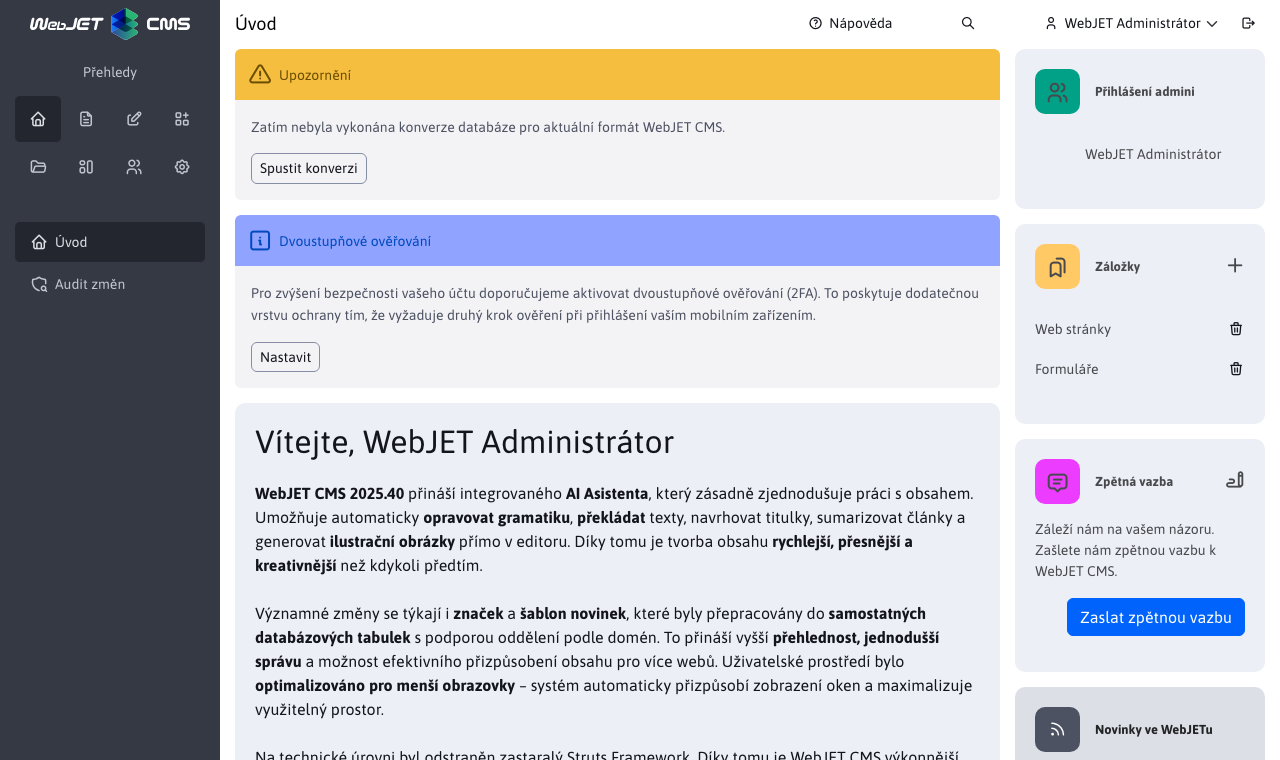 WebJET CMS
Přehledy
Úvod
Audit změn
Úvod
Nápověda
WebJET Administrátor
Upozornění
Zatím nebyla vykonána konverze databáze pro aktuální formát WebJET CMS.
Spustit konverzi
Dvoustupňové ověřování
Pro zvýšení bezpečnosti vašeho účtu doporučujeme aktivovat dvoustupňové ověřování (2FA). To poskytuje dodatečnou
vrstvu ochrany tím, že vyžaduje druhý krok ověření při přihlášení vaším mobilním zařízením.
Nastavit
Vítejte, WebJET Administrátor
WebJET CMS 2025.40 přináší integrovaného AI Asistenta, který zásadně zjednodušuje práci s obsahem.
Umožňuje automaticky opravovat gramatiku, překládat texty, navrhovat titulky, sumarizovat články a
generovat ilustrační obrázky přímo v editoru. Díky tomu je tvorba obsahu rychlejší, přesnější a
kreativnější než kdykoli předtím.
Významné změny se týkají i značek a šablon novinek, které byly přepracovány do samostatných
databázových tabulek s podporou oddělení podle domén. To přináší vyšší přehlednost, jednodušší
správu a možnost efektivního přizpůsobení obsahu pro více webů. Uživatelské prostředí bylo
optimalizováno pro menší obrazovky – systém automaticky přizpůsobí zobrazení oken a maximalizuje
využitelný prostor.
Na technické úrovni byl odstraněn zastaralý Struts Framework. Díky tomu je WebJET CMS výkonnější,
Přihlášení admini
WebJET Administrátor
Záložky
Web stránky
Formuláře
Zpětná vazba
Záleží nám na vašem názoru.
Zašlete nám zpětnou vazbu k
WebJET CMS.
Zaslat zpětnou vazbu
Novinky ve WebJETu